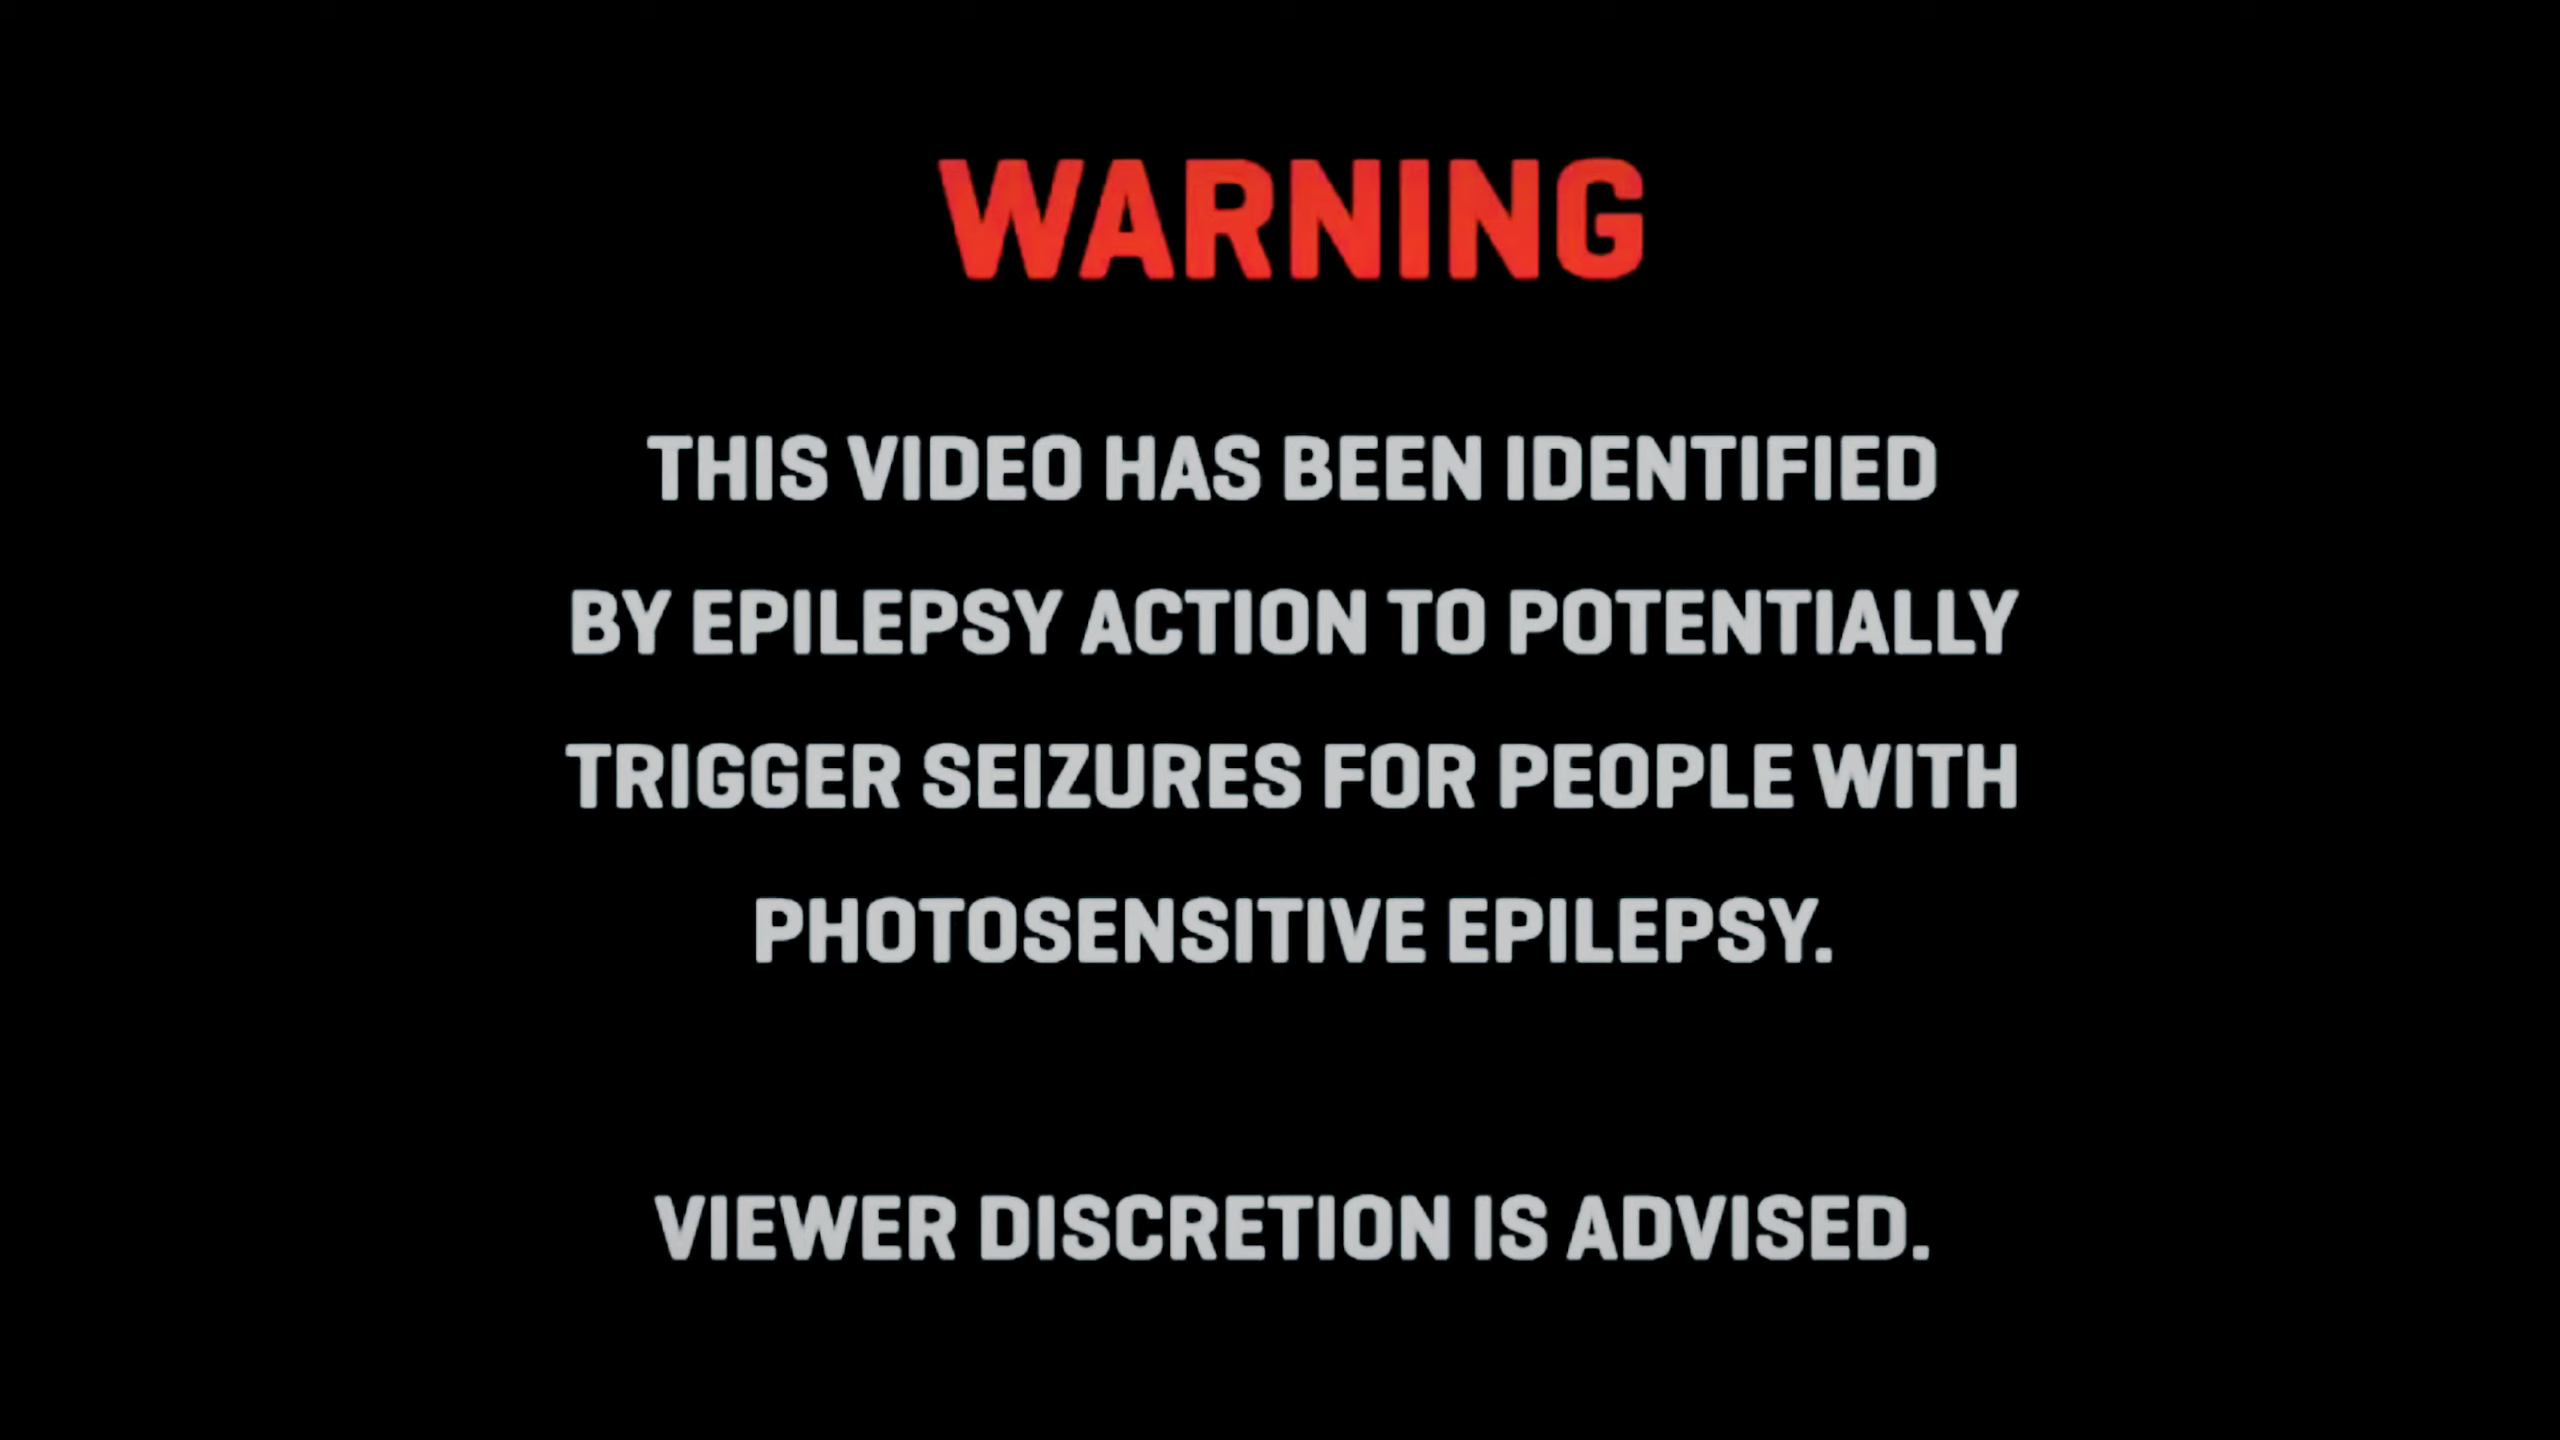 WARNING
THIS VIDEO HAS BEEN IDENTIFIED
BY EPILEPSY ACTION TO POTENTIALLY
TRIGGER SEIZURES FOR PEOPLE WITH
PHOTOSENSITIVE EPILEPSY.
VIEWER DISCRETION IS ADVISED.